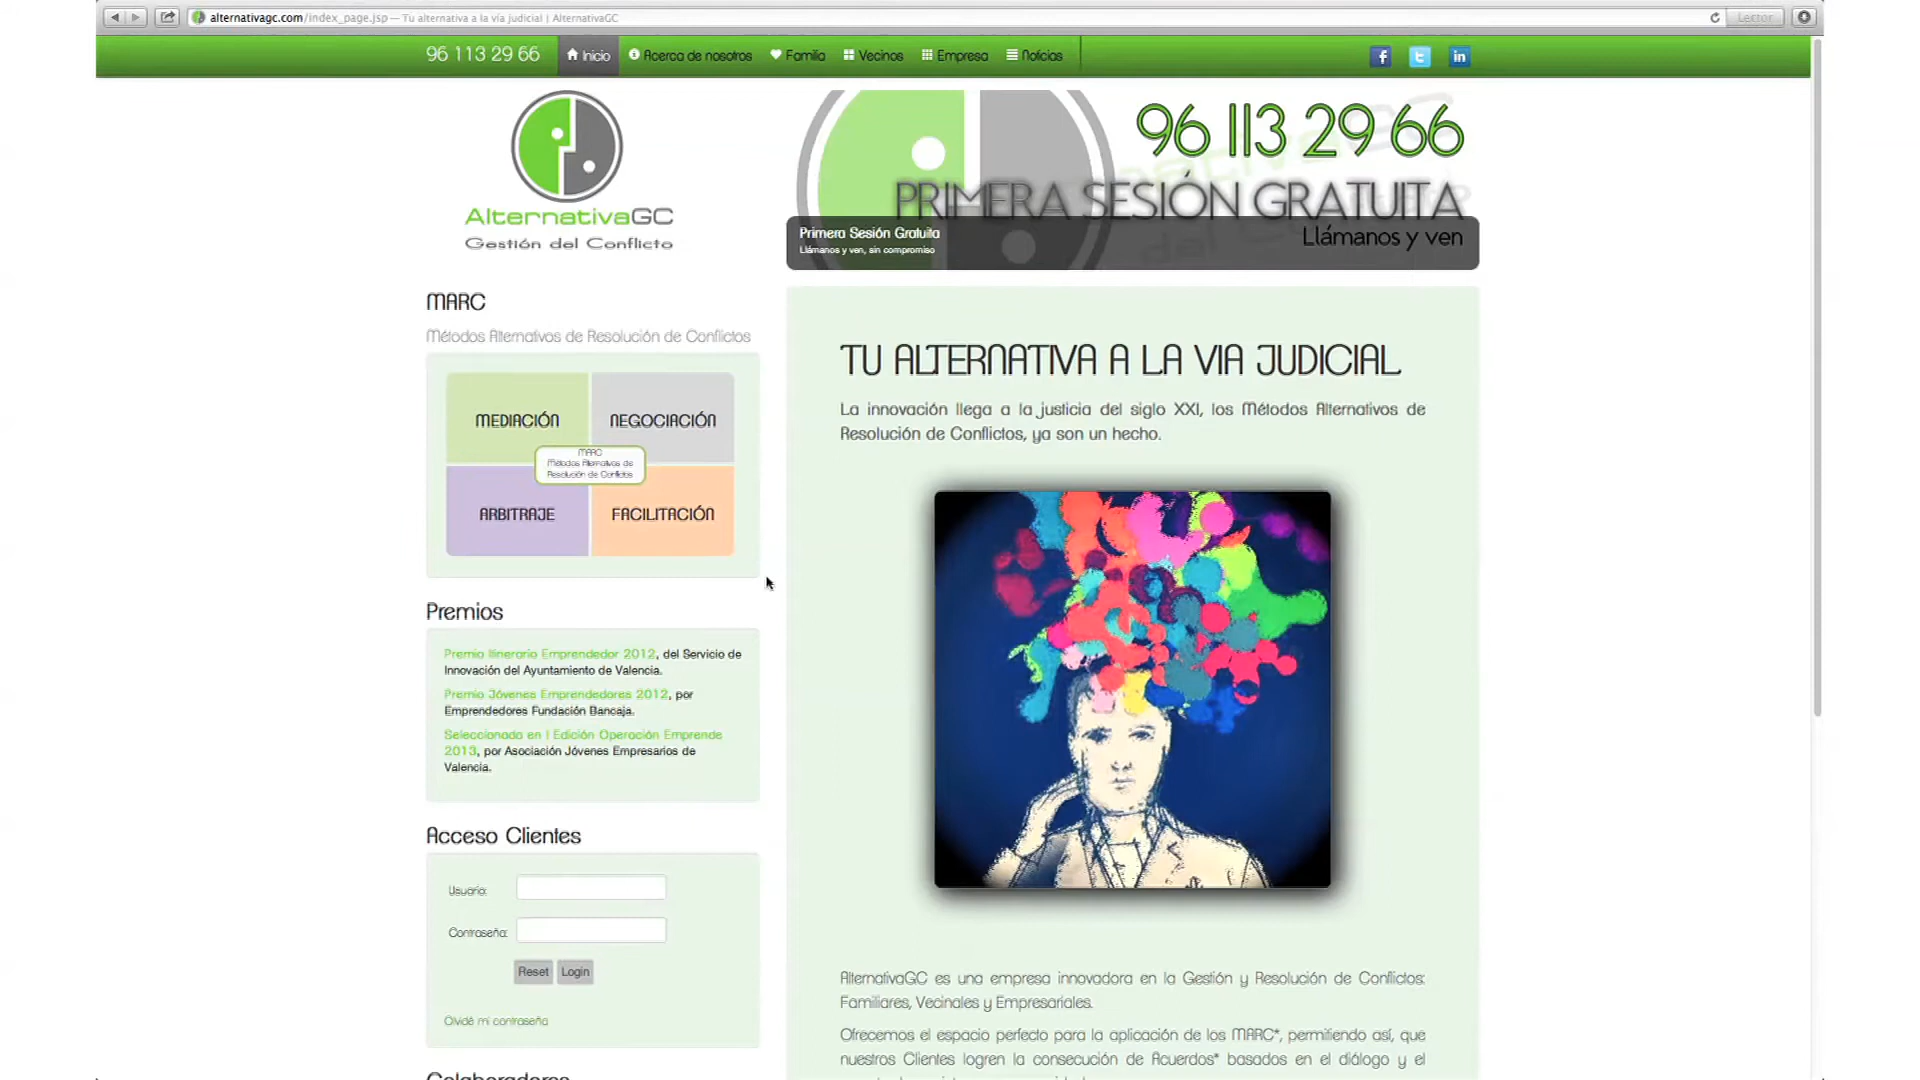 alternativagc.com/index_page.jsp — Tu alternativa a la vía judicial | AlternativaGC
Lector
96 113 29 66
Inicio
Acerca de nosotros
Familia
Vecinos
Empresa
Noticias
AlternativaGC
Gestión del Conflicto
96 113 29 66
PRIMERA SESIÓN GRATUITA
Llámanos y ven
Primera Sesión Gratuita
Llámanos y ven, sin compromiso
MARC
Métodos Alternativos de Resolución de Conflictos
MEDIACIÓN
NEGOCIACIÓN
MARC
Métodos Alternativos de
Resolución de Conflictos
ARBITRAJE
FACILITACIÓN
Premios
Premio Itinerario Emprendedor 2012, del Servicio de
Innovación del Ayuntamiento de Valencia.
Premio Jóvenes Emprendedores 2012, por
Emprendedores Fundación Bancaja.
Seleccionada en I Edición Operación Emprende
2013, por Asociación Jóvenes Empresarios de
Valencia.
Acceso Clientes
Usuario:
Contraseña:
Reset
Login
Olvidé mi contraseña
Colaboradores
TU ALTERNATIVA A LA VIA JUDICIAL
La innovación llega a la justicia del siglo XXI, los Métodos Alternativos de
Resolución de Conflictos, ya son un hecho.
AlternativaGC es una empresa innovadora en la Gestión y Resolución de Conflictos:
Familiares, Vecinales y Empresariales.
Ofrecemos el espacio perfecto para la aplicación de los MARC*, permitiendo así, que
nuestros Clientes logren la consecución de Acuerdos* basados en el diálogo y el